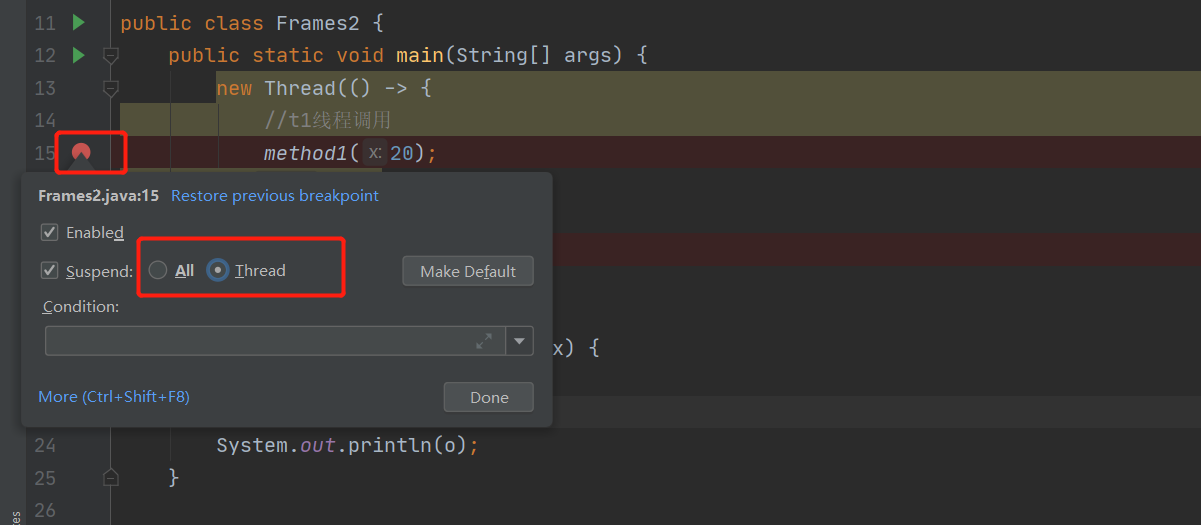 11 public class Frames2 {
12 public static void main(String[] args) {
13 new Thread(() -> {
14 //t1线程调用
15 method1( x: 20);
Frames2.java:15 Restore previous breakpoint
Enabled
Suspend: All Thread Make Default
Condition:
x) {
More (Ctrl+Shift+F8) Done
24 System.out.println(o);
25 }
26